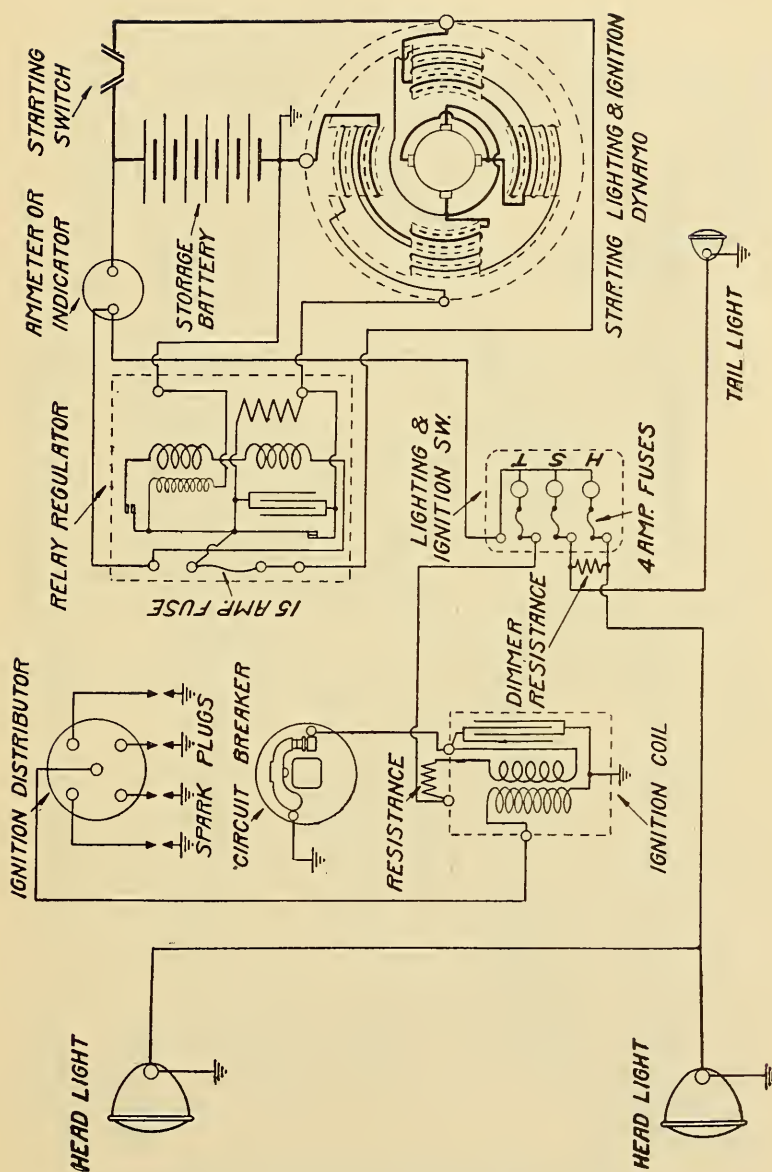 STARTING
SWITCH
AMMETER OR
INDICATOR
STORAGE
BATTERY
RELAY REGULATOR
15 AMP FUSE
STARTING LIGHTING & IGNITION
DYNAMO
LIGHTING &
IGNITION SW.
T S H
4 AMP. FUSES
TAIL LIGHT
IGNITION DISTRIBUTOR
SPARK PLUGS
CIRCUIT BREAKER
DIMMER
RESISTANCE
RESISTANCE
IGNITION COIL
HEAD LIGHT
HEAD LIGHT